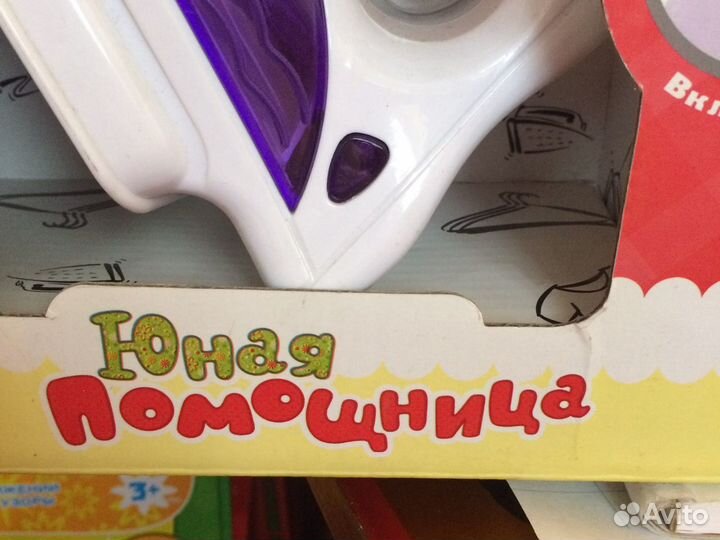 Юная
Помощница
3+
Avito